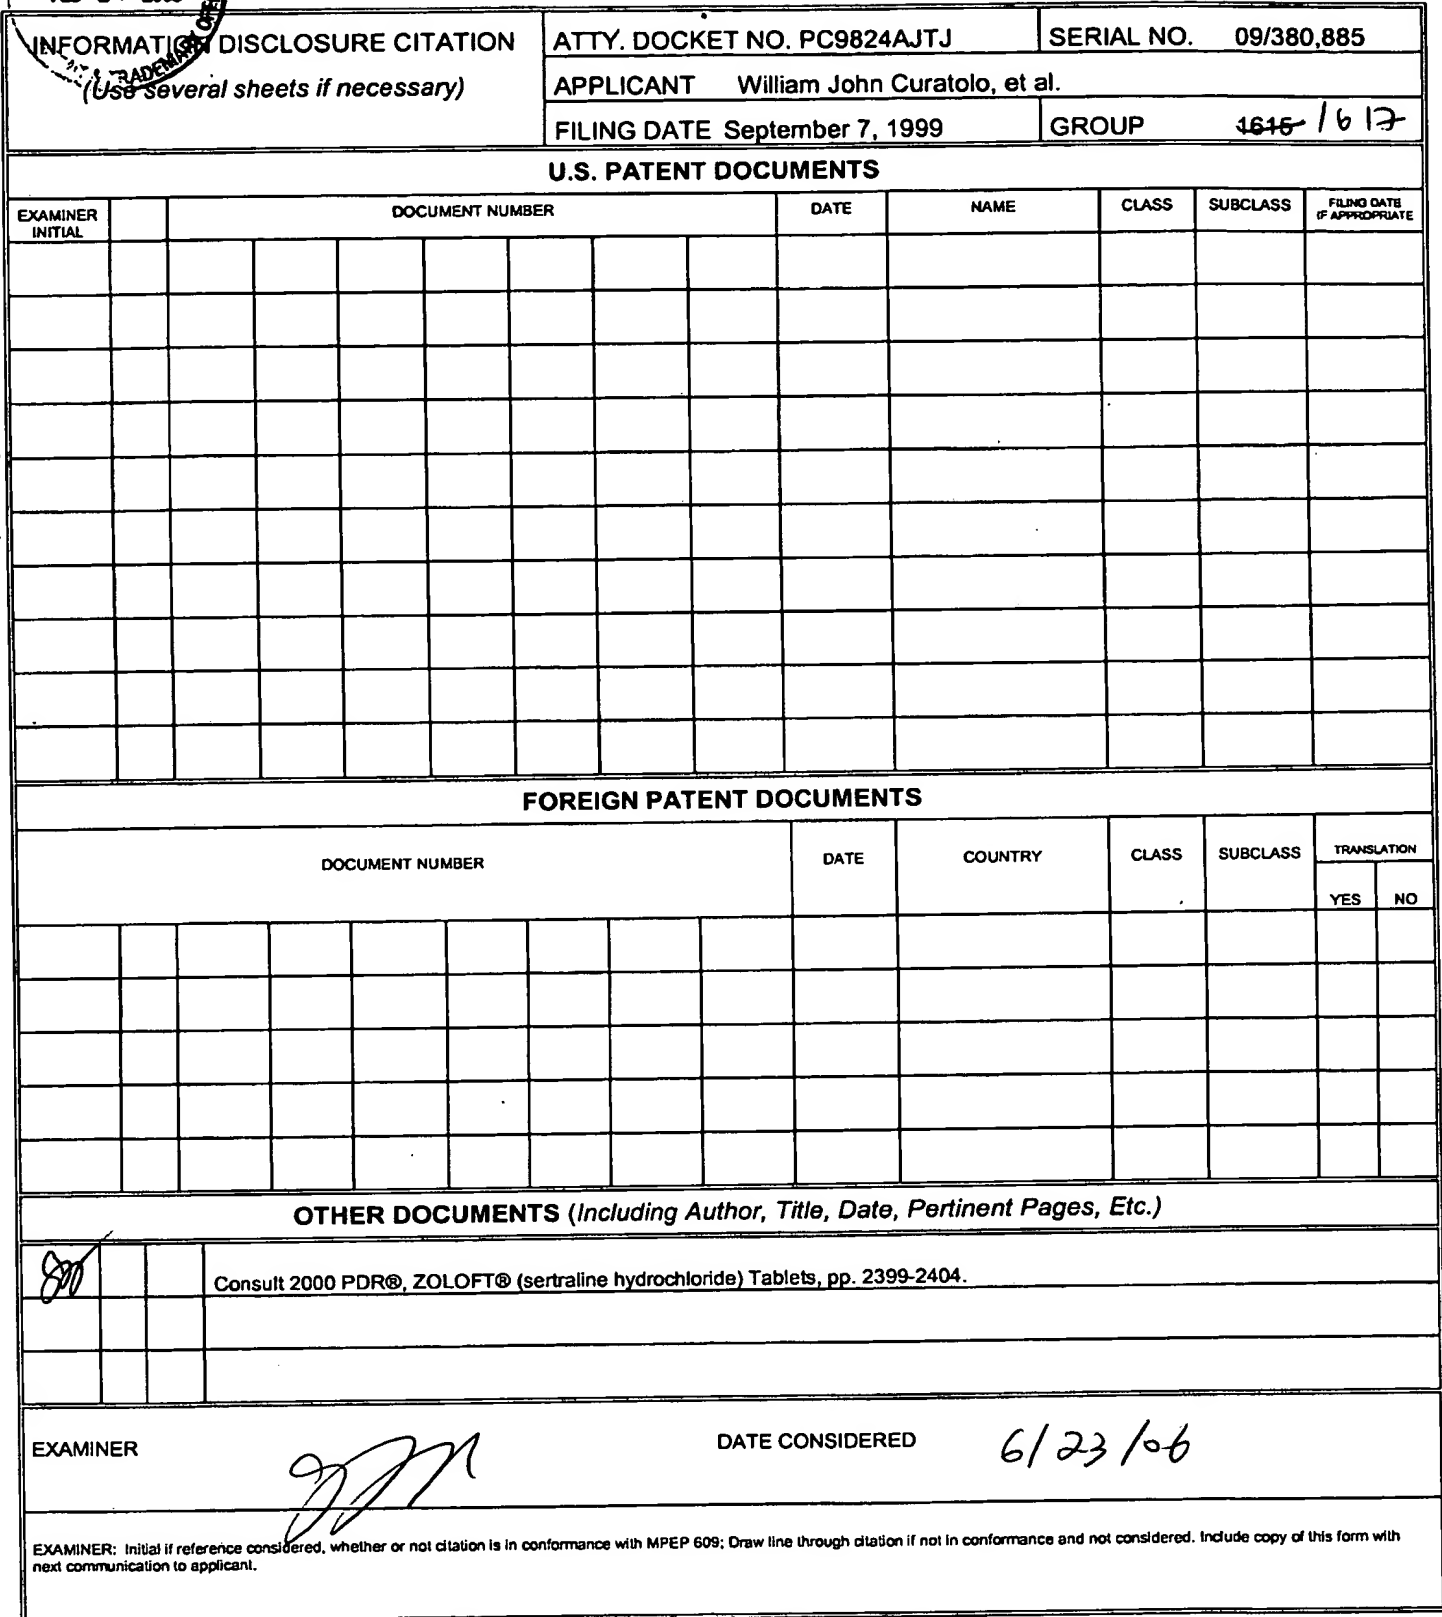 INFORMATION DISCLOSURE CITATION
(Use several sheets if necessary)
& TRADEMARK
ATTY. DOCKET NO. PC9824AJTJ
SERIAL NO. 09/380,885
APPLICANT William John Curatolo, et al.
FILING DATE September 7, 1999
GROUP 1615 1617
U.S. PATENT DOCUMENTS
EXAMINER INITIAL
DOCUMENT NUMBER
DATE
NAME
CLASS
SUBCLASS
FILING DATE IF APPROPRIATE
FOREIGN PATENT DOCUMENTS
DOCUMENT NUMBER
DATE
COUNTRY
CLASS
SUBCLASS
TRANSLATION
YES
NO
OTHER DOCUMENTS (Including Author, Title, Date, Pertinent Pages, Etc.)
Consult 2000 PDR®, ZOLOFT® (sertraline hydrochloride) Tablets, pp. 2399-2404.
EXAMINER
DATE CONSIDERED 6/23/06
EXAMINER: Initial if reference considered, whether or not citation is in conformance with MPEP 609; Draw line through citation if not in conformance and not considered. Include copy of this form with
next communication to applicant.